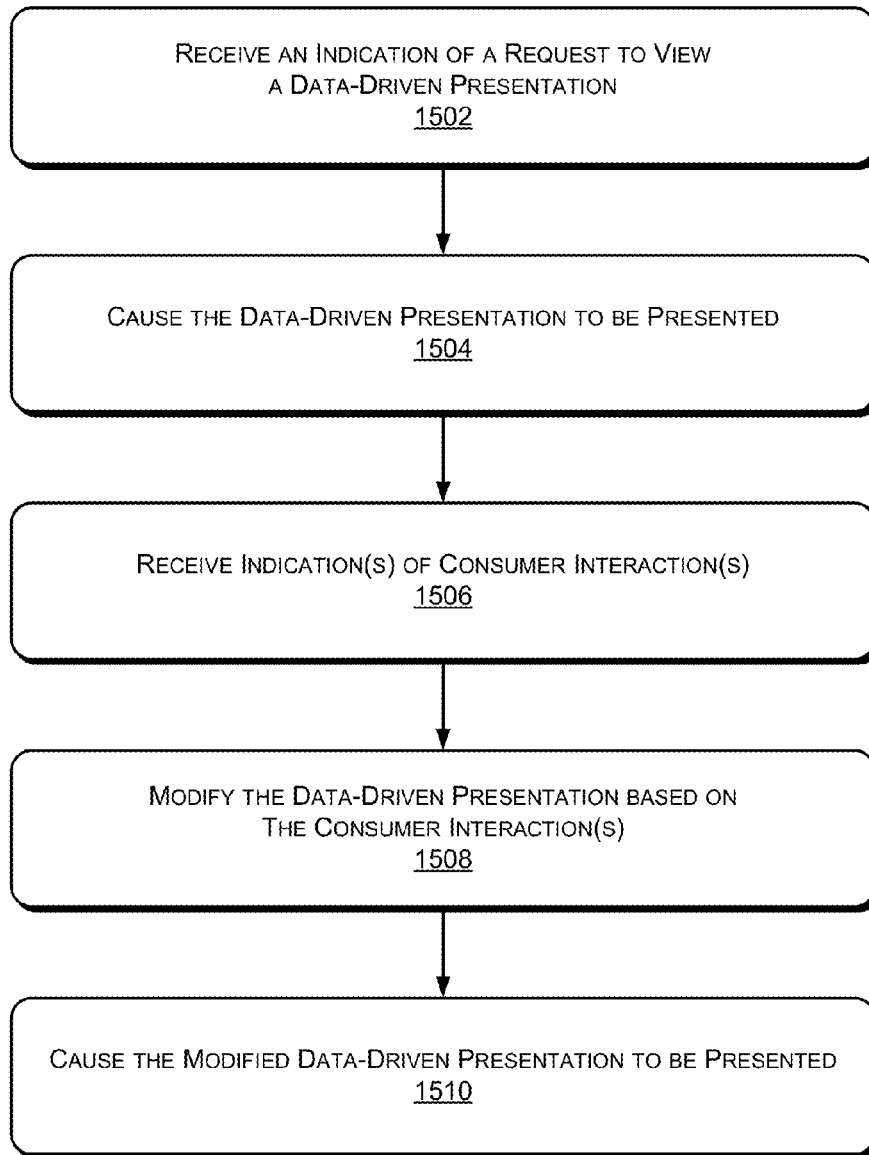 Receive an Indication of a Request to View
a Data-Driven Presentation
1502
Cause the Data-Driven Presentation to be Presented
1504
Receive Indication(s) of Consumer Interaction(s)
1506
Modify the Data-Driven Presentation based on
The Consumer Interaction(s)
1508
Cause the Modified Data-Driven Presentation to be Presented
1510